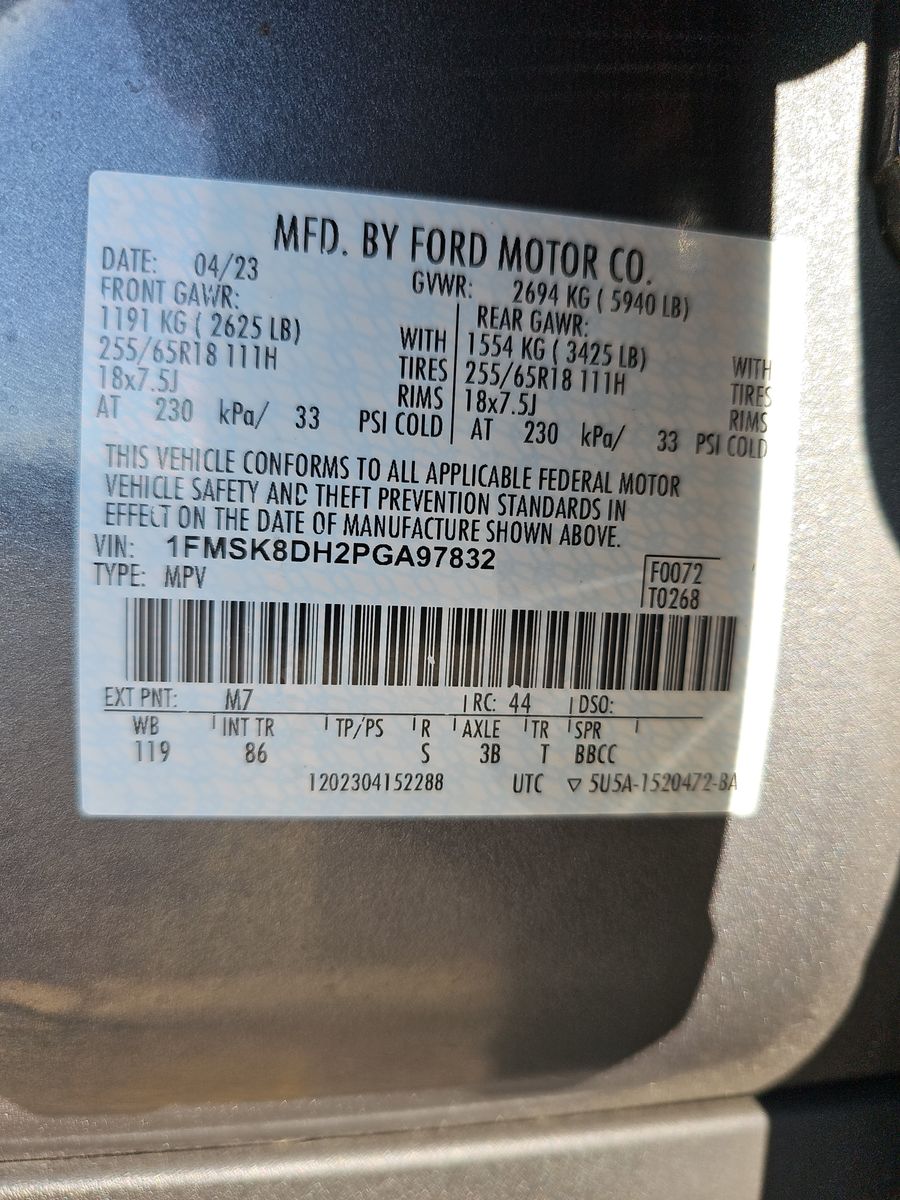 MFD. BY FORD MOTOR CO.
DATE: 04/23 GVWR: 2694 KG ( 5940 LB)
FRONT GAWR: REAR GAWR:
1191 KG ( 2625 LB) WITH 1554 KG ( 3425 LB) WITH
255/65R18 111H TIRES 255/65R18 111H TIRES
18x7.5J RIMS 18x7.5J RIMS
AT 230 kPa/ 33 PSI COLD AT 230 kPa/ 33 PSI COLD
THIS VEHICLE CONFORMS TO ALL APPLICABLE FEDERAL MOTOR
VEHICLE SAFETY AND THEFT PREVENTION STANDARDS IN
EFFECT ON THE DATE OF MANUFACTURE SHOWN ABOVE.
VIN: 1FMSK8DH2PGA97832
TYPE: MPV F0072
T0268
EXT PNT: M7 RC: 44 DSO:
WB INT TR TP/PS R AXLE TR SPR
119 86 S 3B T BBCC
1202304152288 UTC ▽ 5U5A-1520472-BA